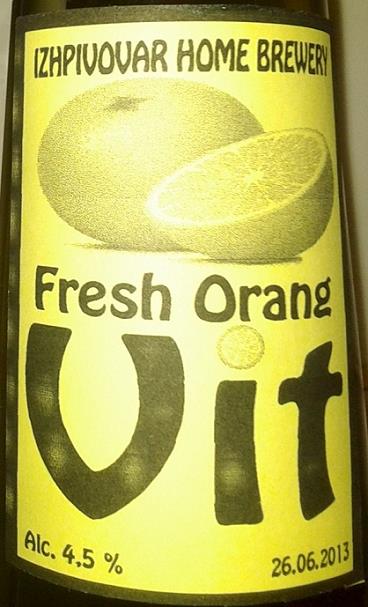 IZHPIVOVAR HOME BREWERY
Fresh Orang
Vit
Alc. 4,5 %
26.06.2013